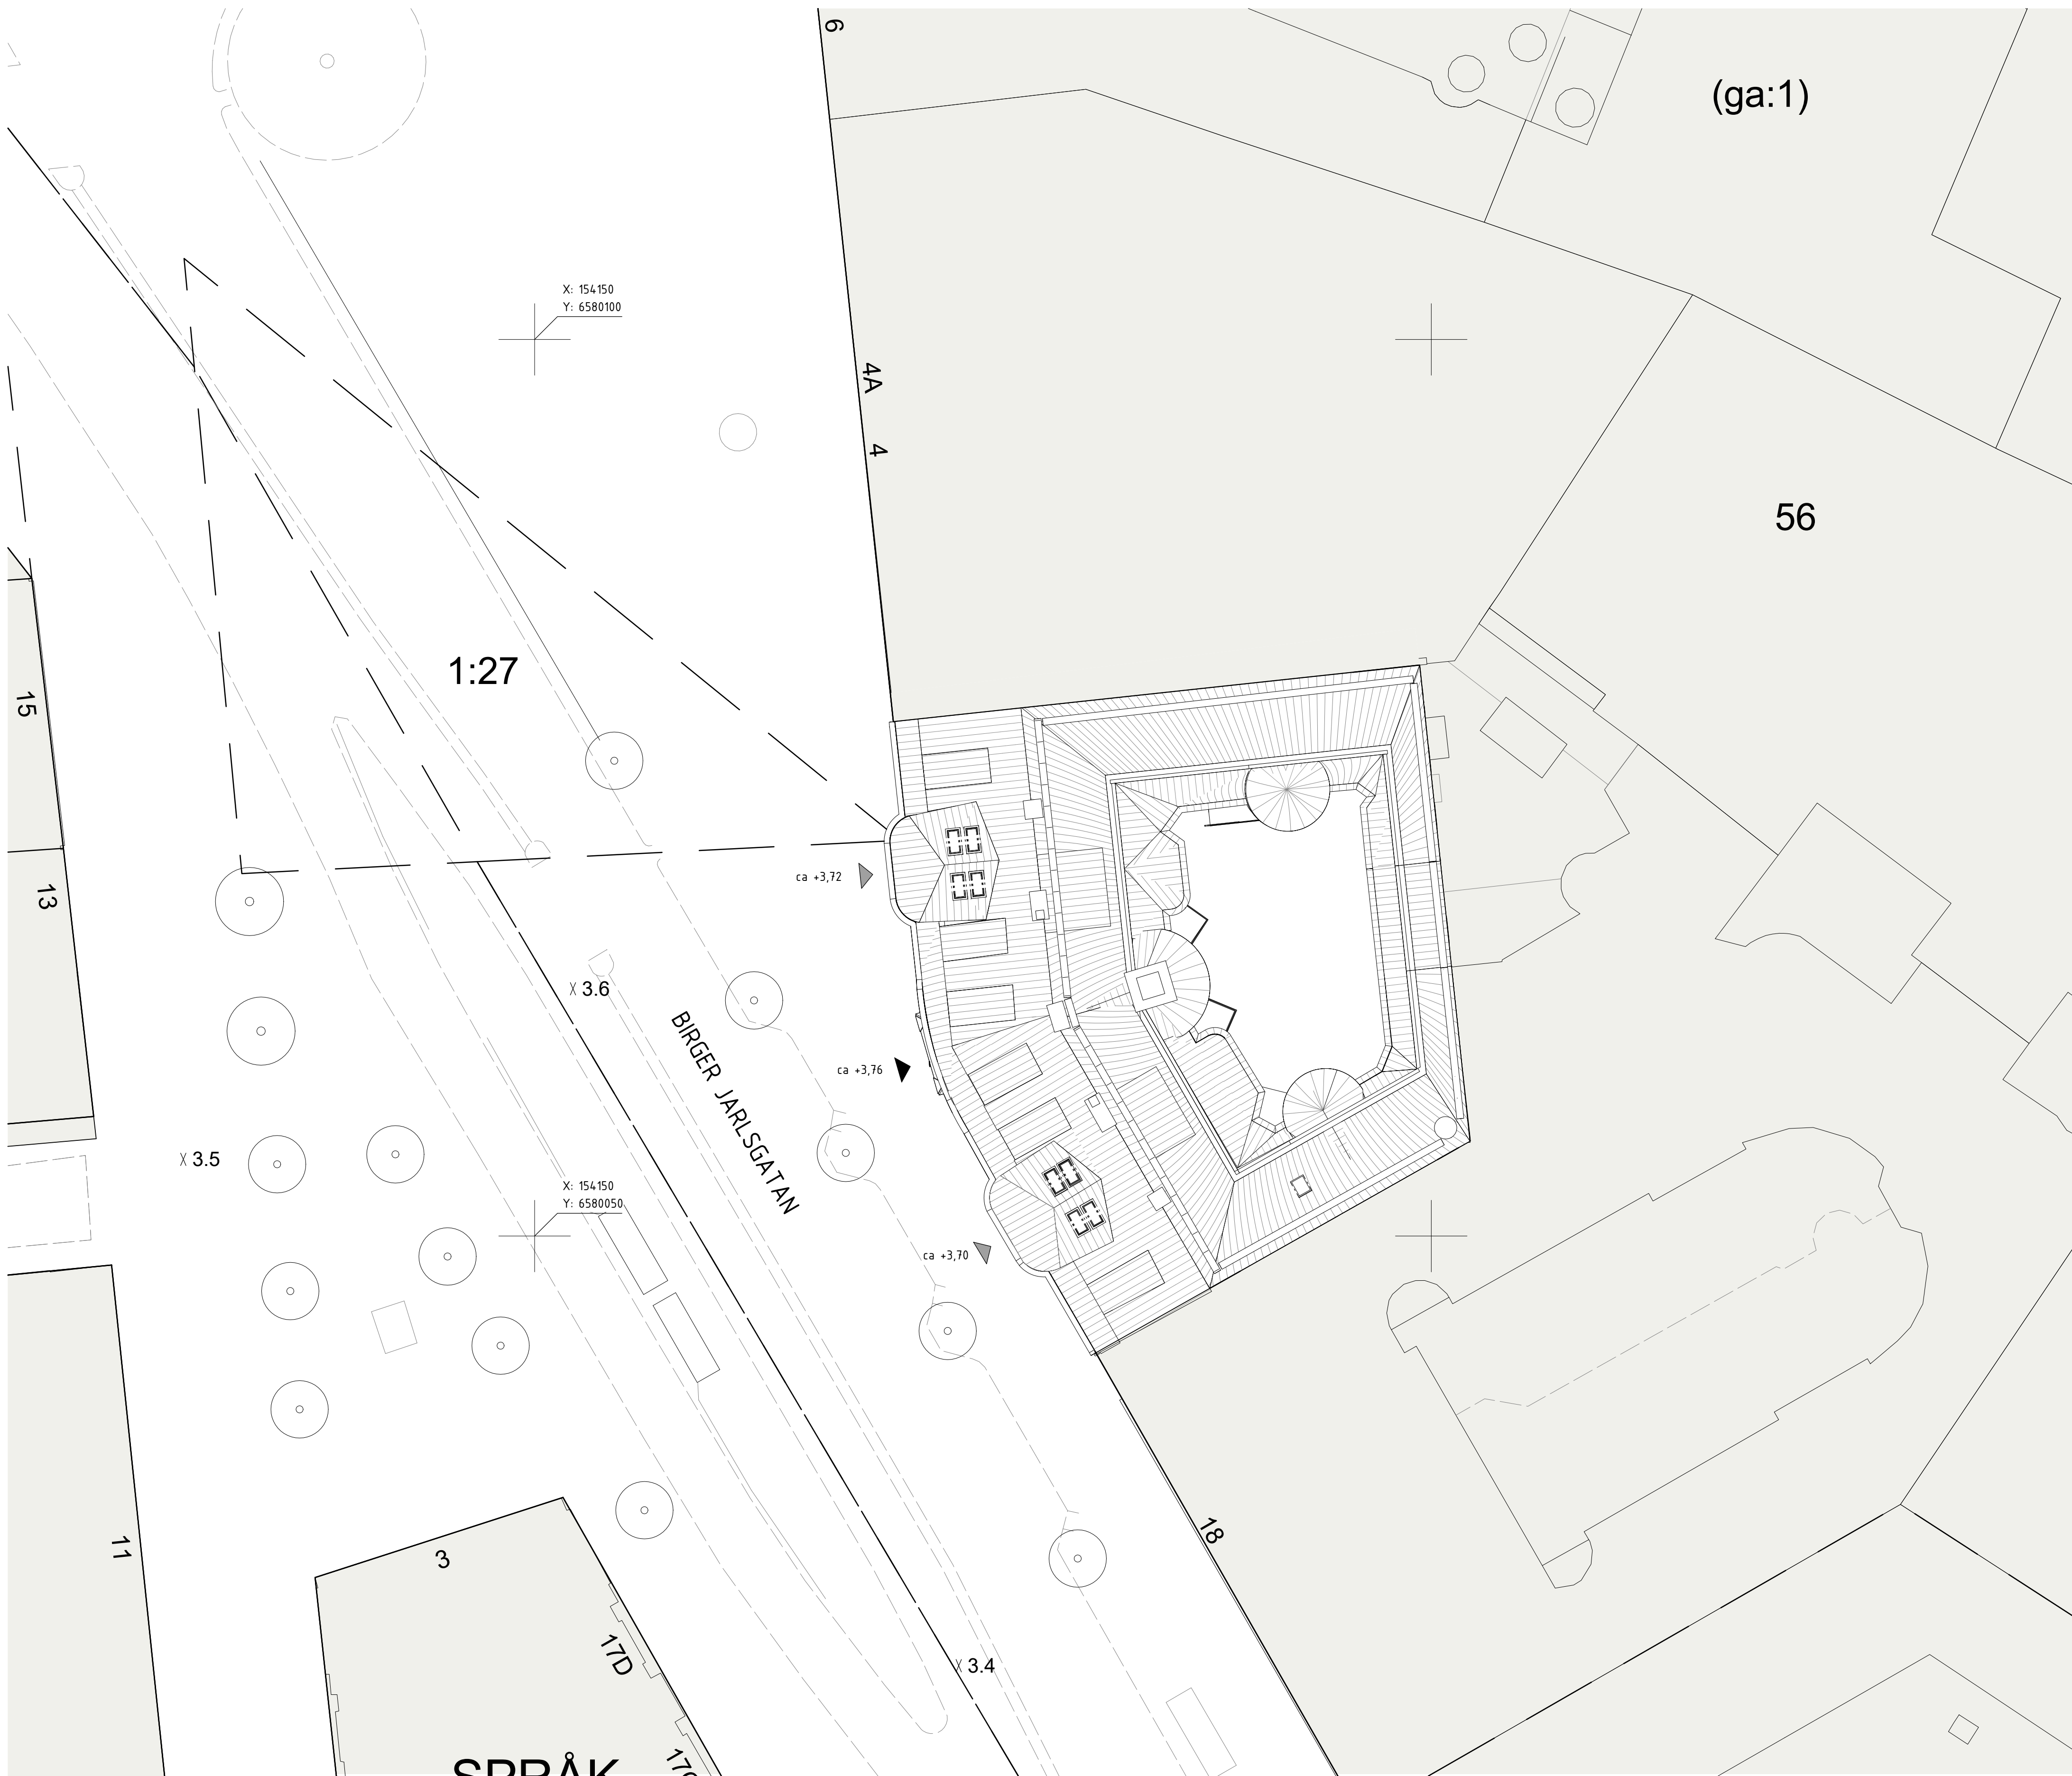 6
(ga:1)
X: 154150
Y: 6580100
4A
4
56
1:27
15
13
ca +3,72
X 3.6
BIRGER JARLSGATAN
ca +3,76
X 3.5
X: 154150
Y: 6580050
ca +3,70
18
11
3
17D
X 3.4
SPRÅK